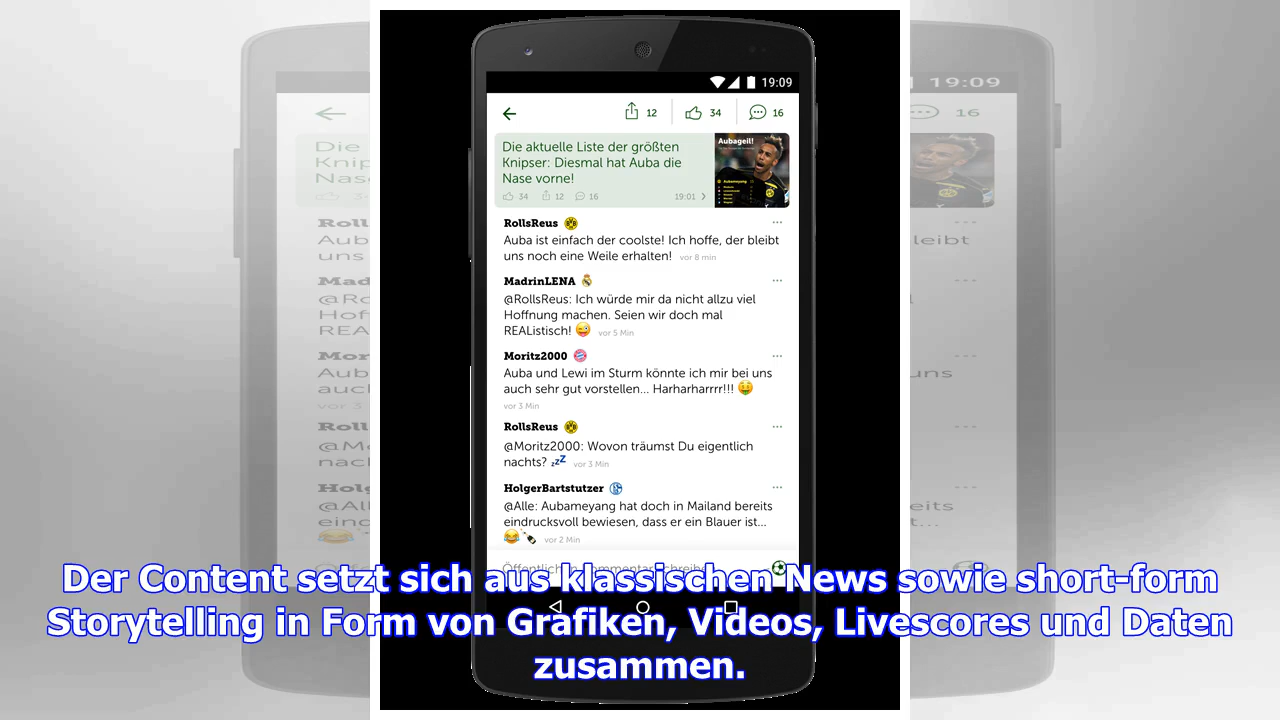 19:09
12 34 16
Die aktuelle Liste der größten
Knipser: Diesmal hat Auba die
Nase vorne!
34 12 16 19:01
Aubageil!
Aubameyang
RollsReus
Auba ist einfach der coolste! Ich hoffe, der bleibt
uns noch eine Weile erhalten! vor 8 min
MadrinLENA
@RollsReus: Ich würde mir da nicht allzu viel
Hoffnung machen. Seien wir doch mal
REAListisch! 😜 vor 5 Min
Moritz2000
Auba und Lewi im Sturm könnte ich mir bei uns
auch sehr gut vorstellen... Harharharrrr!!! 🤑
vor 3 Min
RollsReus
@Moritz2000: Wovon träumst Du eigentlich
nachts? 💤 vor 3 Min
HolgerBartstutzer
@Alle: Aubameyang hat doch in Mailand bereits
eindrucksvoll bewiesen, dass er ein Blauer ist...
😂🍾 vor 2 Min
Der Content setzt sich aus klassischen News sowie short-form
Storytelling in Form von Grafiken, Videos, Livescores und Daten
zusammen.